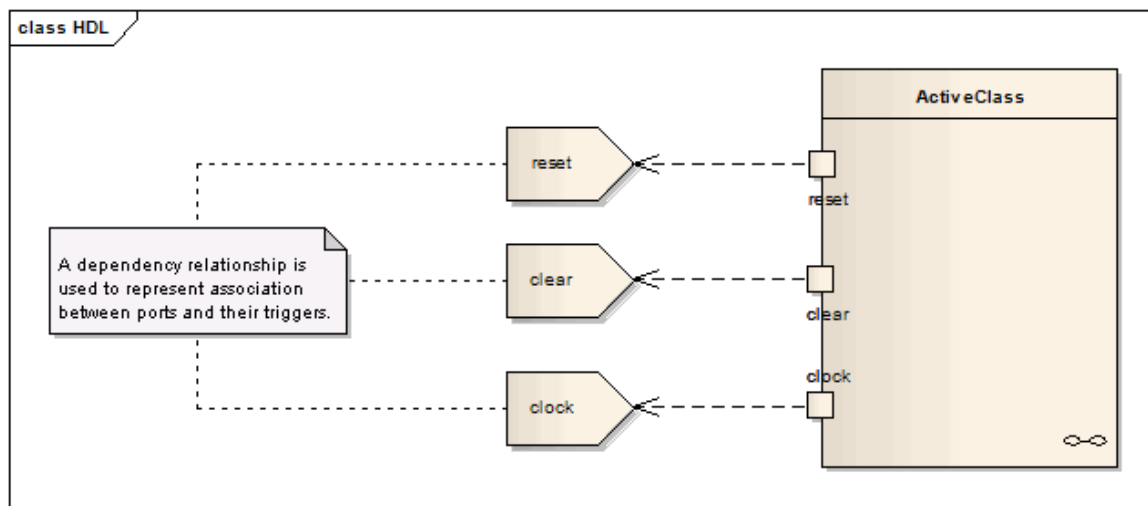 class HDL
ActiveClass
reset
reset
A dependency relationship is
used to represent association
between ports and their triggers.
clear
clear
clock
clock